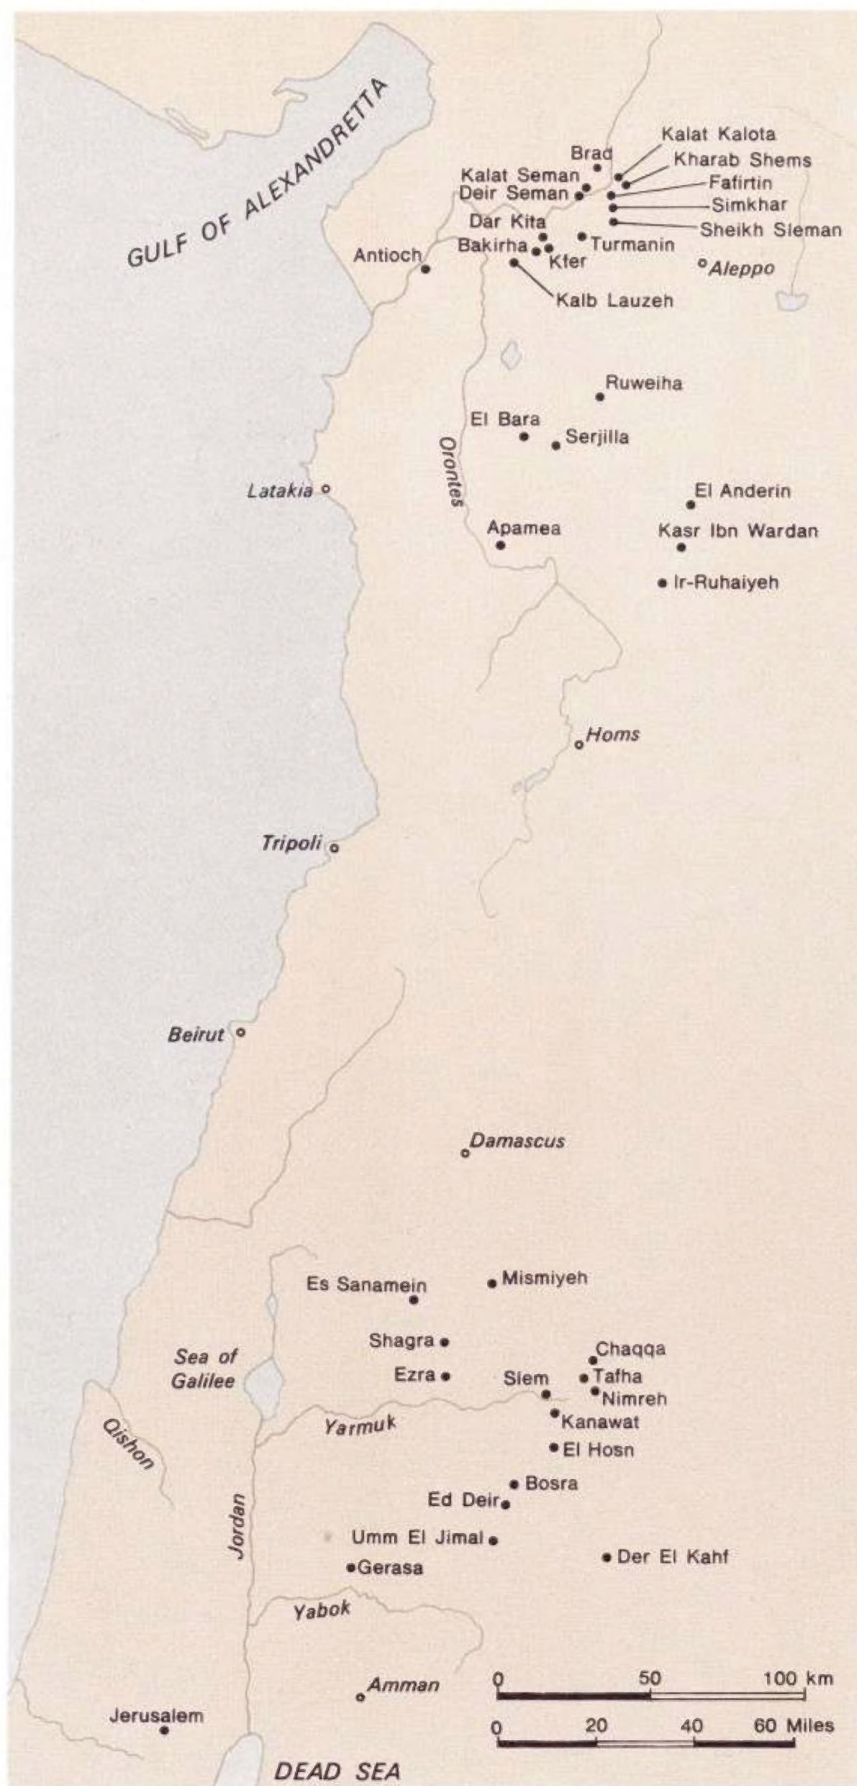 GULF OF ALEXANDRETTA
Kalat Kalota
Brad
Kharab Shems
Kalat Seman
Fafirtin
Deir Seman
Simkhar
Dar Kita
Sheikh Sleman
Bakirha
Turmanin
Antioch
Kfer
Aleppo
Kalb Lauzeh
Ruweiha
El Bara
Serjilla
Orontes
Latakia
El Anderin
Apamea
Kasr Ibn Wardan
Ir-Ruhaiyeh
Homs
Tripoli
Beirut
Damascus
Es Sanamein
Mismiyeh
Shagra
Chaqqa
Sea of
Galilee
Ezra
Siem
Tafha
Nimreh
Yarmuk
Kanawat
Qishon
El Hosn
Bosra
Ed Deir
Jordan
Umm El Jimal
Der El Kahf
Gerasa
Yabok
Amman
0 50 100 km
Jerusalem
0 20 40 60 Miles
DEAD SEA